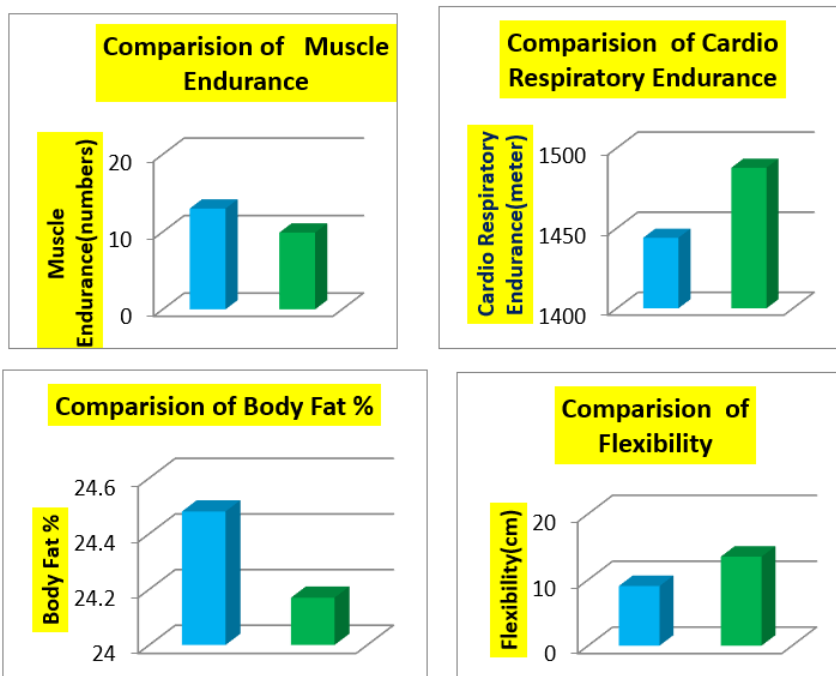 Comparision of Muscle
Endurance
Muscle
Endurance(numbers)
20
10
0
Comparision of Cardio
Respiratory Endurance
Cardio Respiratory
Endurance(meter)
1500
1450
1400
Comparision of Body Fat %
Body Fat %
24.6
24.4
24.2
24
Comparision of
Flexibility
Flexibility(cm)
20
10
0